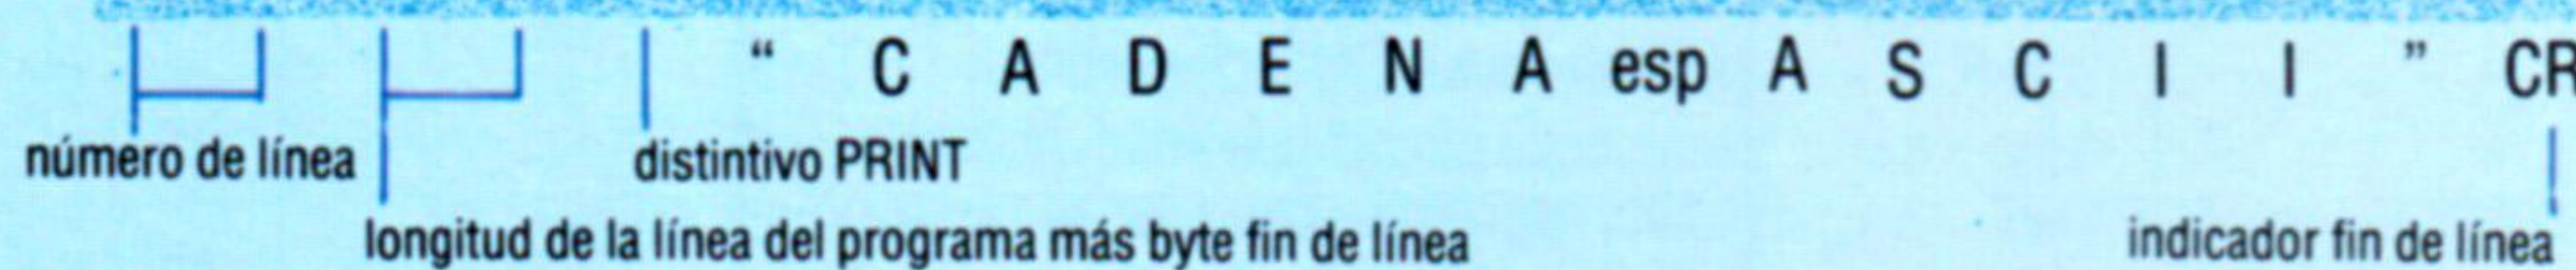 “ C A D E N A esp A S C I I ” CR
número de línea
distintivo PRINT
longitud de la línea del programa más byte fin de línea
indicador fin de línea